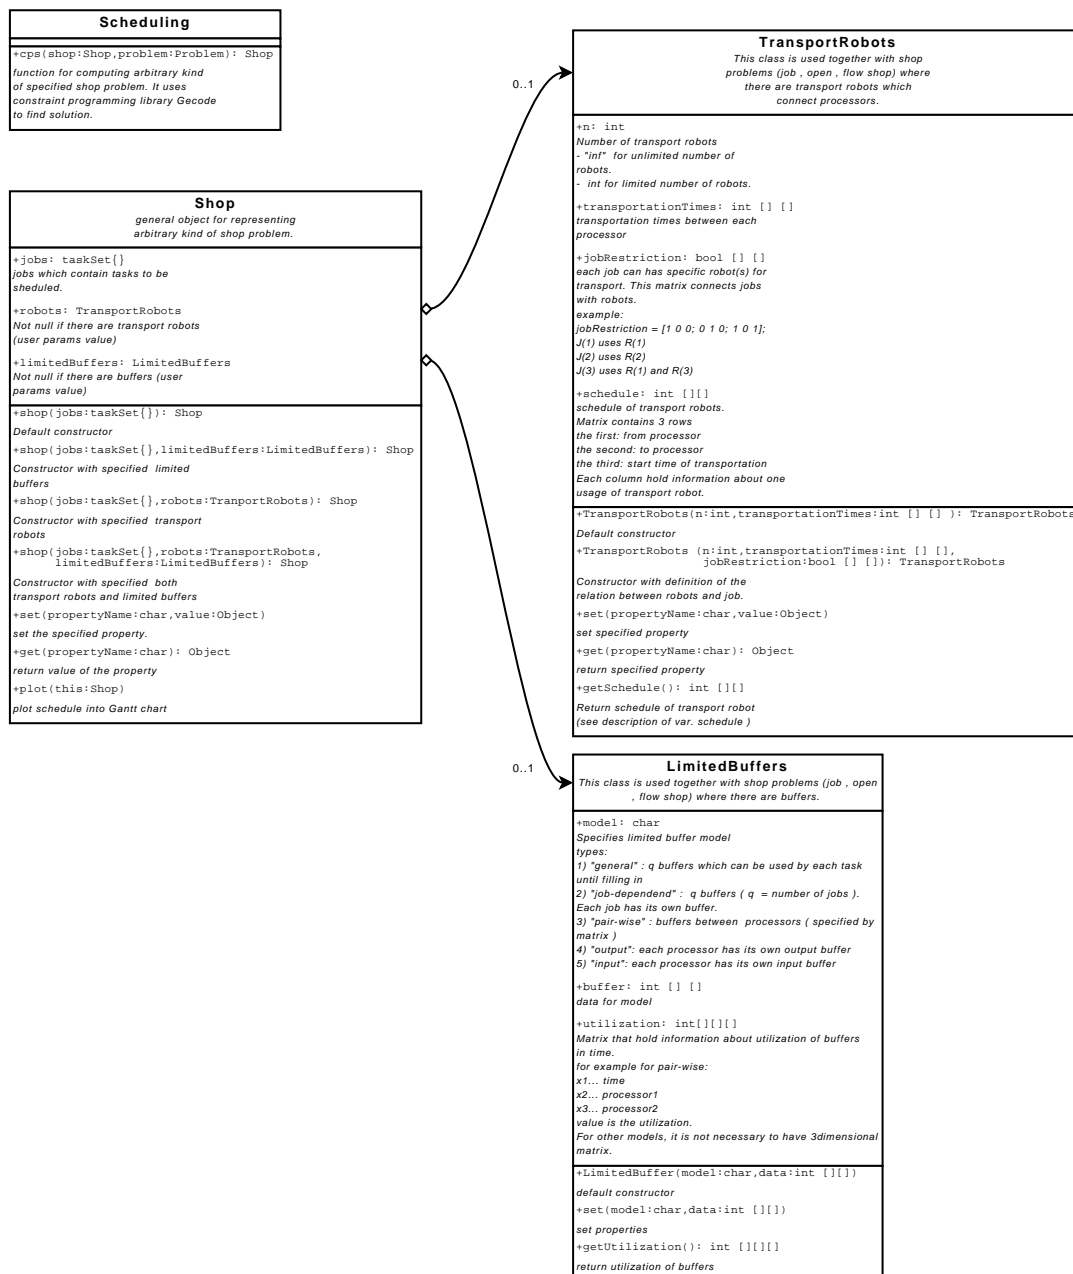 Scheduling
+cps(shop:Shop,problem:Problem): Shop
function for computing arbitrary kind
of specified shop problem. It uses
constraint programming library Gecode
to find solution.
Shop
general object for representing
arbitrary kind of shop problem.
+jobs: taskSet{}
jobs which contain tasks to be
sheduled.
+robots: TransportRobots
Not null if there are transport robots
(user params value)
+limitedBuffers: LimitedBuffers
Not null if there are buffers (user
params value)
+shop(jobs:taskSet{}): Shop
Default constructor
+shop(jobs:taskSet{},limitedBuffers:LimitedBuffers): Shop
Constructor with specified  limited
buffers
+shop(jobs:taskSet{},robots:TranportRobots): Shop
Constructor with specified  transport
robots
+shop(jobs:taskSet{},robots:TransportRobots,
limitedBuffers:LimitedBuffers): Shop
Constructor with specified  both
transport robots and limited buffers
+set(propertyName:char,value:Object)
set the specified property.
+get(propertyName:char): Object
return value of the property
+plot(this:Shop)
plot schedule into Gantt chart
0..1
0..1
TransportRobots
This class is used together with shop
problems (job , open , flow shop) where
there are transport robots which
connect processors.
+n: int
Number of transport robots
- "inf"  for unlimited number of
robots.
-  int for limited number of robots.
+transportationTimes: int [] []
transportation times between each
processor
+jobRestriction: bool [] []
each job can has specific robot(s) for
transport. This matrix connects jobs
with robots.
example:
jobRestriction = [1 0 0; 0 1 0; 1 0 1];
J(1) uses R(1)
J(2) uses R(2)
J(3) uses R(1) and R(3)
+schedule: int [][]
schedule of transport robots.
Matrix contains 3 rows
the first: from processor
the second: to processor
the third: start time of transportation
Each column hold information about one
usage of transport robot.
+TransportRobots(n:int,transportationTimes:int [] [] ): TransportRobots
Default constructor
+TransportRobots (n:int,transportationTimes:int [] [],
jobRestriction:bool [] []): TransportRobots
Constructor with definition of the
relation between robots and job.
+set(propertyName:char,value:Object)
set specified property
+get(propertyName:char): Object
return specified property
+getSchedule(): int [][]
Return schedule of transport robot
(see description of var. schedule )
LimitedBuffers
This class is used together with shop problems (job , open
, flow shop) where there are buffers.
+model: char
Specifies limited buffer model
types:
1) "general" : q buffers which can be used by each task
until filling in
2) "job-dependend" :  q buffers ( q  = number of jobs ).
Each job has its own buffer.
3) "pair-wise" : buffers between  processors ( specified by
matrix )
4) "output": each processor has its own output buffer
5) "input": each processor has its own input buffer
+buffer: int [] []
data for model
+utilization: int[][][]
Matrix that hold information about utilization of buffers
in time.
for example for pair-wise:
x1... time
x2... processor1
x3... processor2
value is the utilization.
For other models, it is not necessary to have 3dimensional
matrix.
+LimitedBuffer(model:char,data:int [][])
default constructor
+set(model:char,data:int [][])
set properties
+getUtilization(): int [][][]
return utilization of buffers